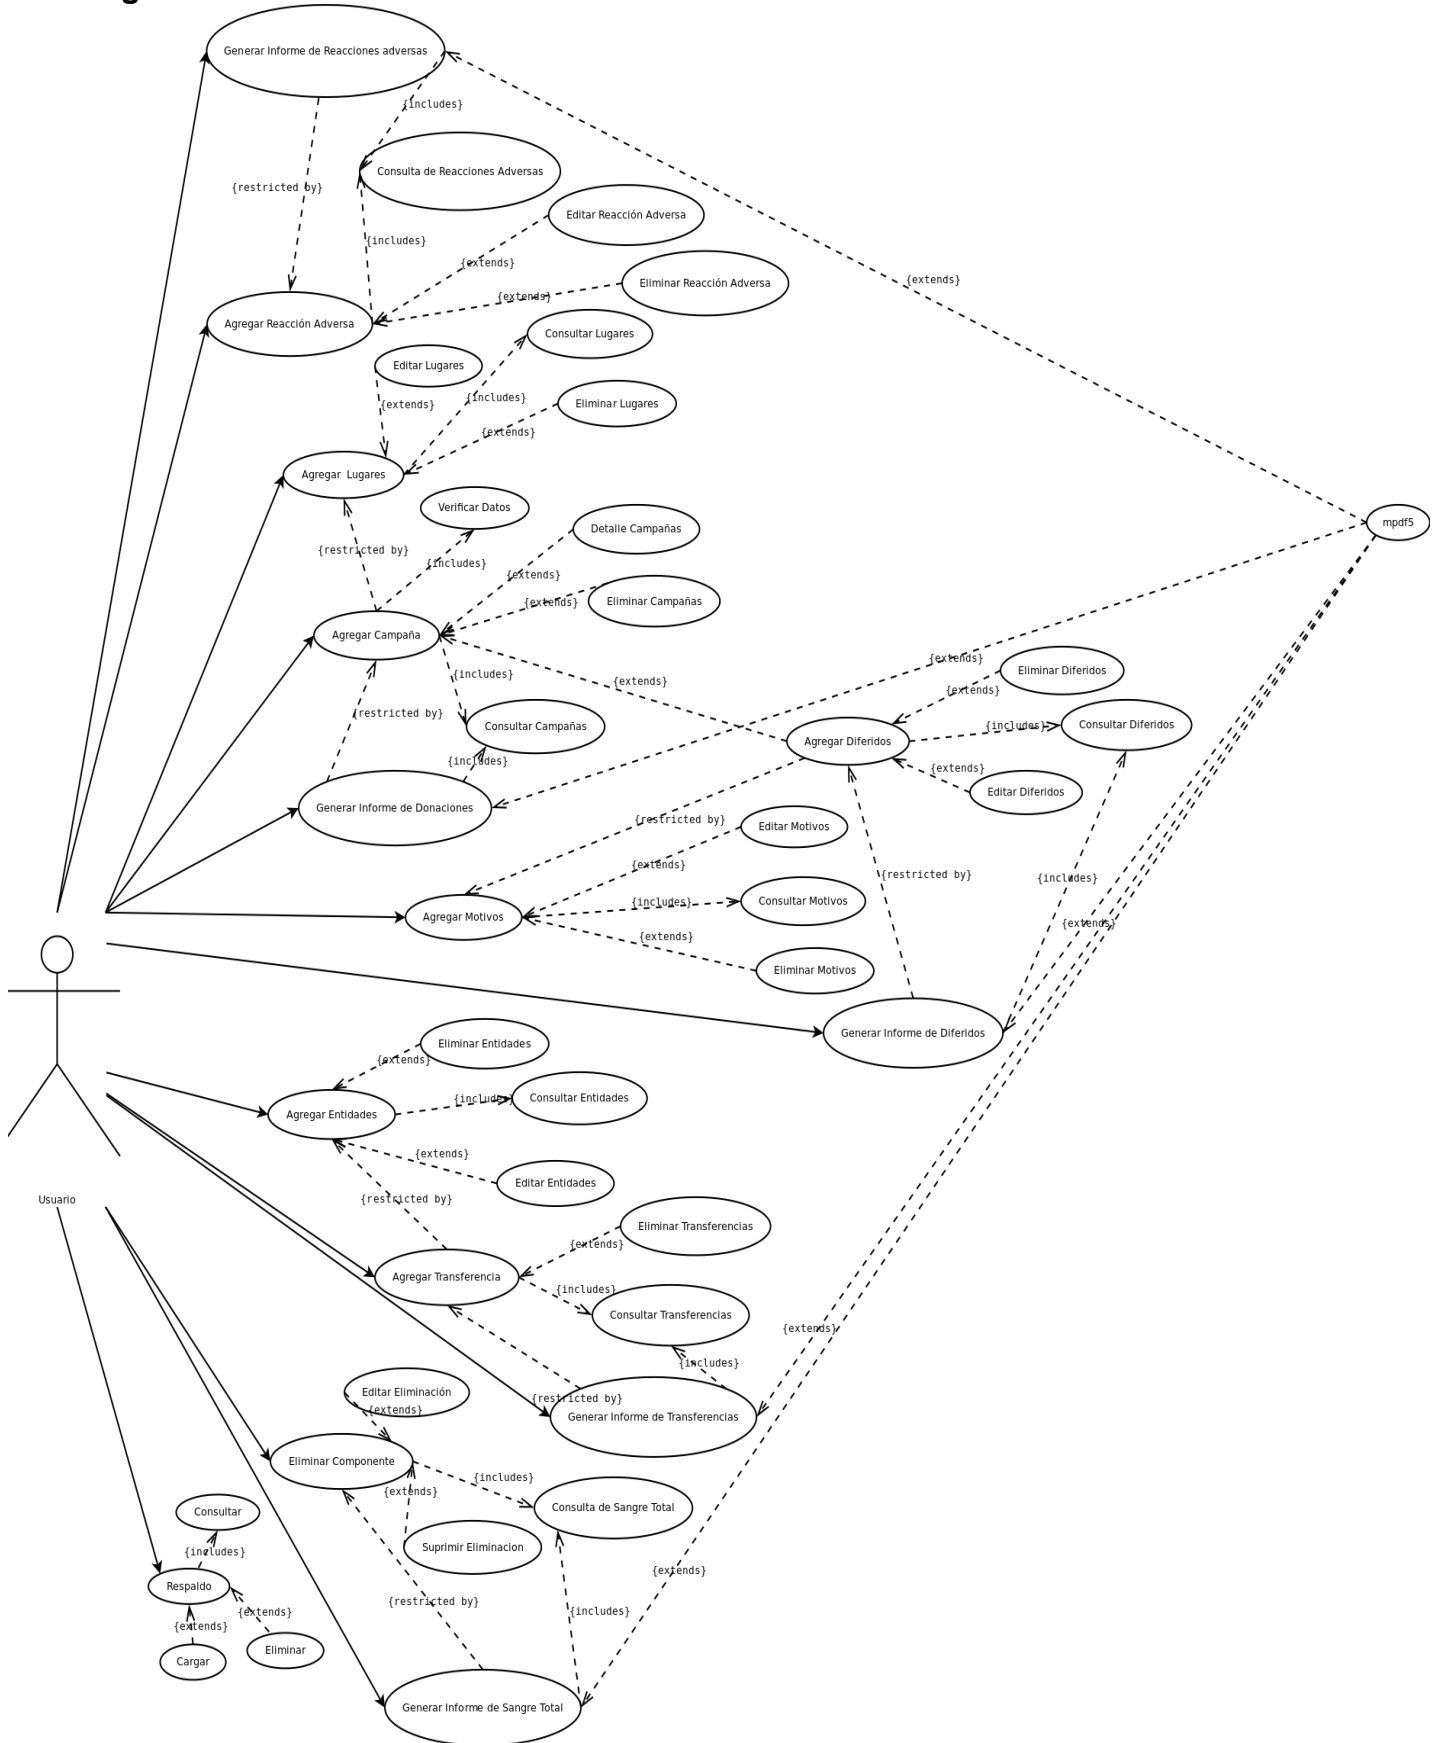 g
Generar Informe de Reacciones adversas
{includes}
Consulta de Reacciones Adversas
{restricted by}
Editar Reacción Adversa
{includes}
{extends}
{extends}
Eliminar Reacción Adversa
{extends}
Agregar Reacción Adversa
Consultar Lugares
Editar Lugares
{includes}
{extends}
Eliminar Lugares
{extends}
Agregar  Lugares
Verificar Datos
mpdf5
Detalle Campañas
{restricted by}
{includes}
{extends}
Eliminar Campañas
{extends}
Agregar Campaña
{extends}
Eliminar Diferidos
{includes}
{extends}
{extends}
{restricted by}
Consultar Campañas
Agregar Diferidos
{includes}
Consultar Diferidos
{includes}
{extends}
Editar Diferidos
Generar Informe de Donaciones
{restricted by}
Editar Motivos
{extends}
{restricted by}
{includes}
Consultar Motivos
{includes}
Agregar Motivos
{extends}
{extends}
Eliminar Motivos
Generar Informe de Diferidos
Eliminar Entidades
{extends}
Agregar Entidades
{includes}
Consultar Entidades
{extends}
Editar Entidades
Usuario
{restricted by}
Eliminar Transferencias
{extends}
Agregar Transferencia
{includes}
Consultar Transferencias
{extends}
{includes}
Editar Eliminación
{extends}
{restricted by}
Generar Informe de Transferencias
Eliminar Componente
{includes}
{extends}
Consulta de Sangre Total
Consultar
Suprimir Eliminacion
{includes}
{extends}
Respaldo
{restricted by}
{includes}
{extends}
{extends}
Cargar
Eliminar
Generar Informe de Sangre Total